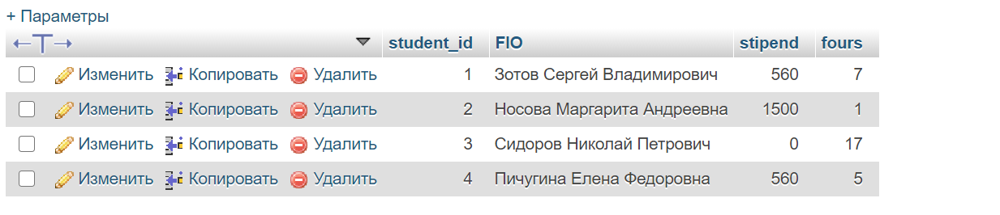 + Параметры
←T→ student_id FIO stipend fours
Изменить Копировать Удалить 1 Зотов Сергей Владимирович 560 7
Изменить Копировать Удалить 2 Носова Маргарита Андреевна 1500 1
Изменить Копировать Удалить 3 Сидоров Николай Петрович 0 17
Изменить Копировать Удалить 4 Пичугина Елена Федоровна 560 5